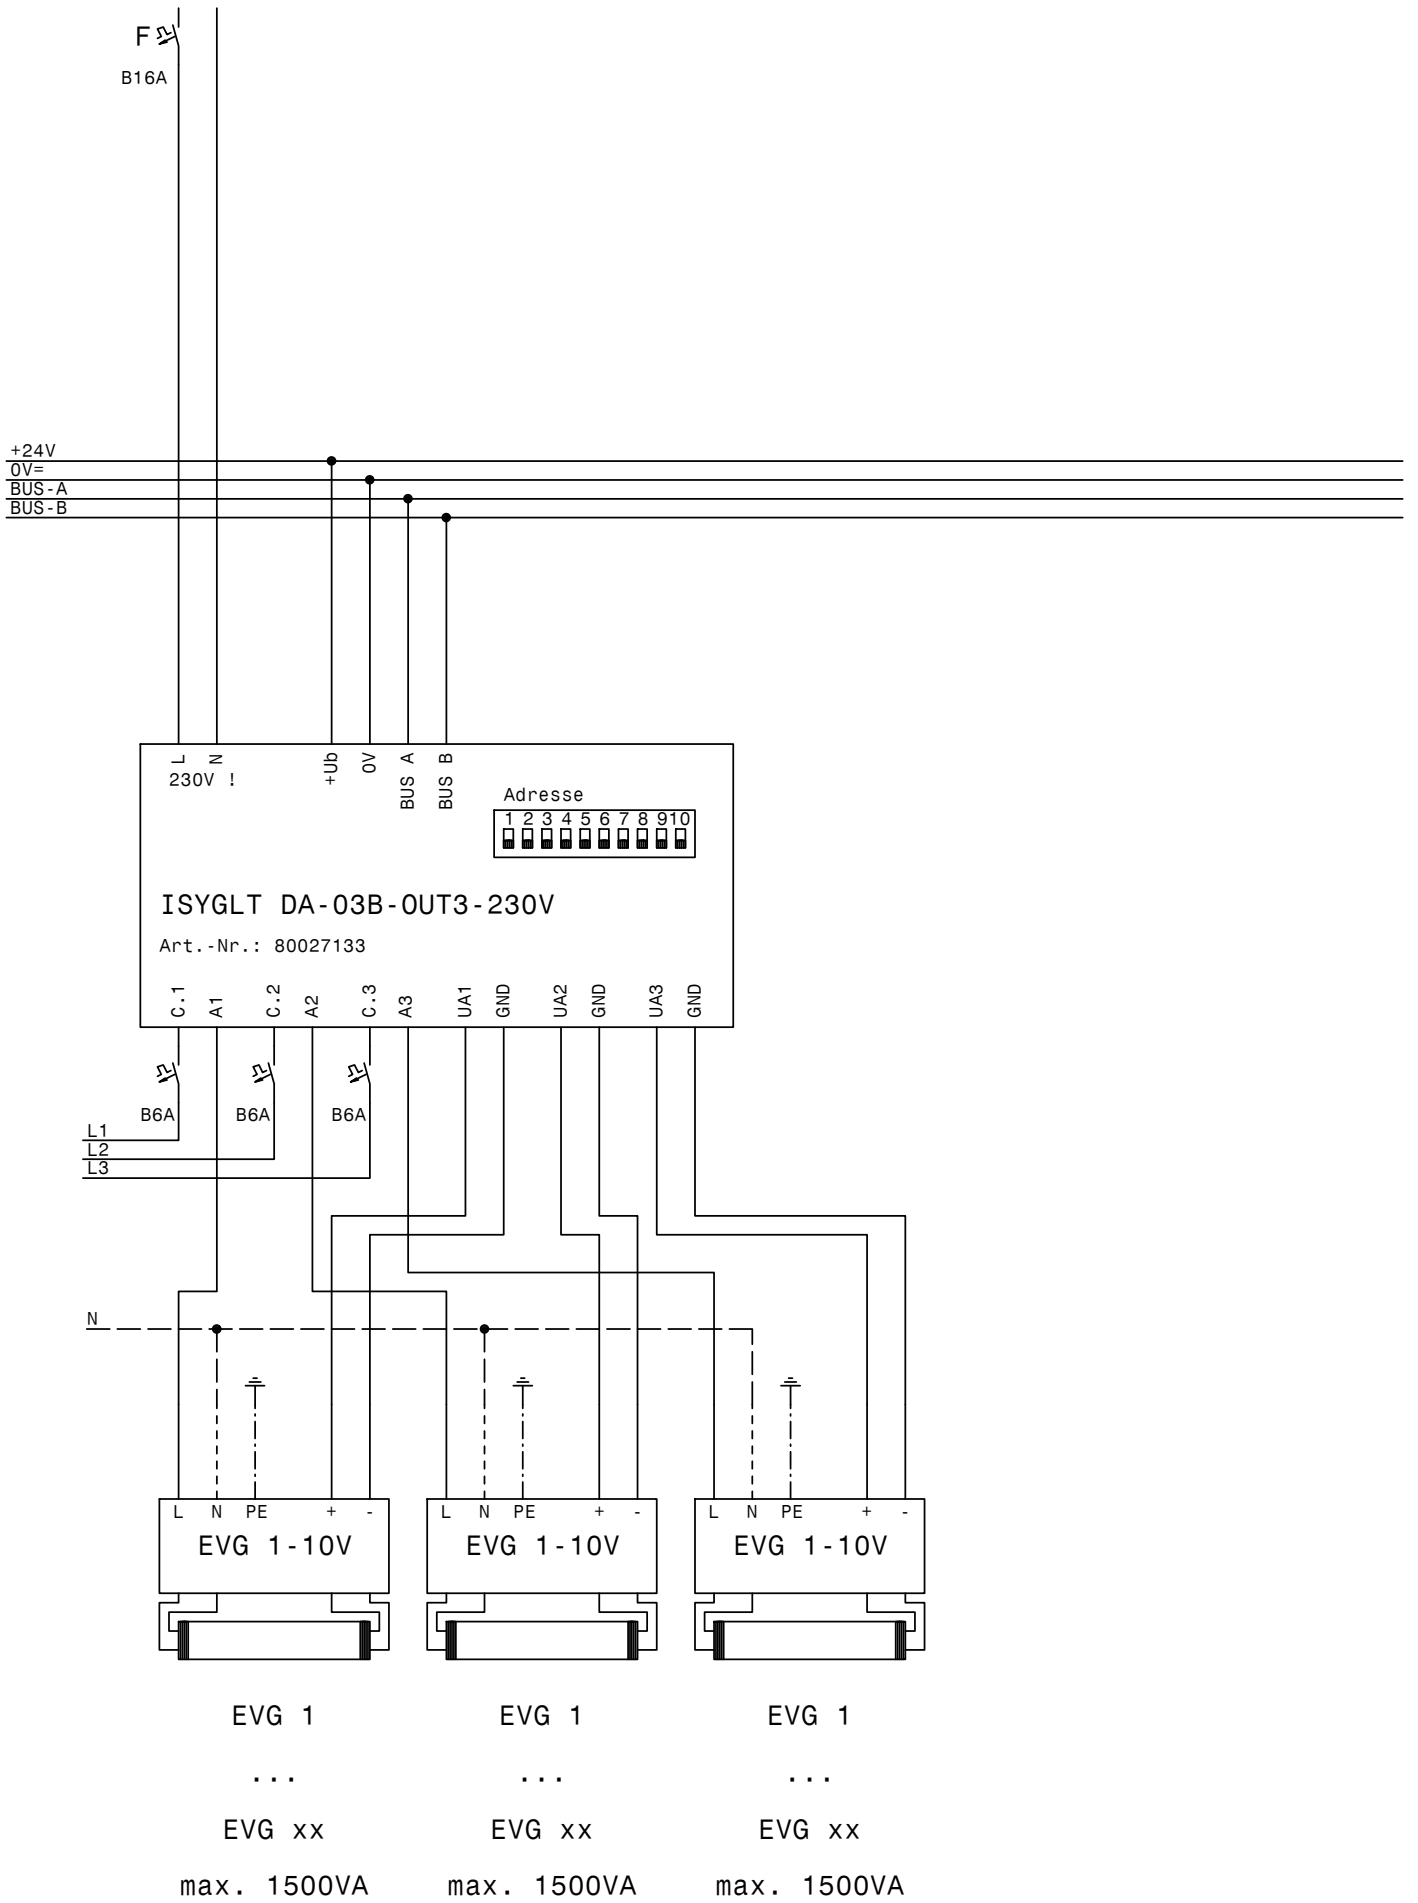 F
B16A
+24V
0V=
BUS-A
BUS-B
L N +Ub 0V BUS A BUS B
230V !
Adresse
1 2 3 4 5 6 7 8 9 10
ISYGLT DA-03B-OUT3-230V
Art.-Nr.: 80027133
C.1 A1 C.2 A2 C.3 A3 UA1 GND UA2 GND UA3 GND
B6A B6A B6A
L1
L2
L3
N
L N PE + - L N PE + - L N PE + -
EVG 1-10V EVG 1-10V EVG 1-10V
EVG 1 EVG 1 EVG 1
... ... ...
EVG xx EVG xx EVG xx
max. 1500VA max. 1500VA max. 1500VA